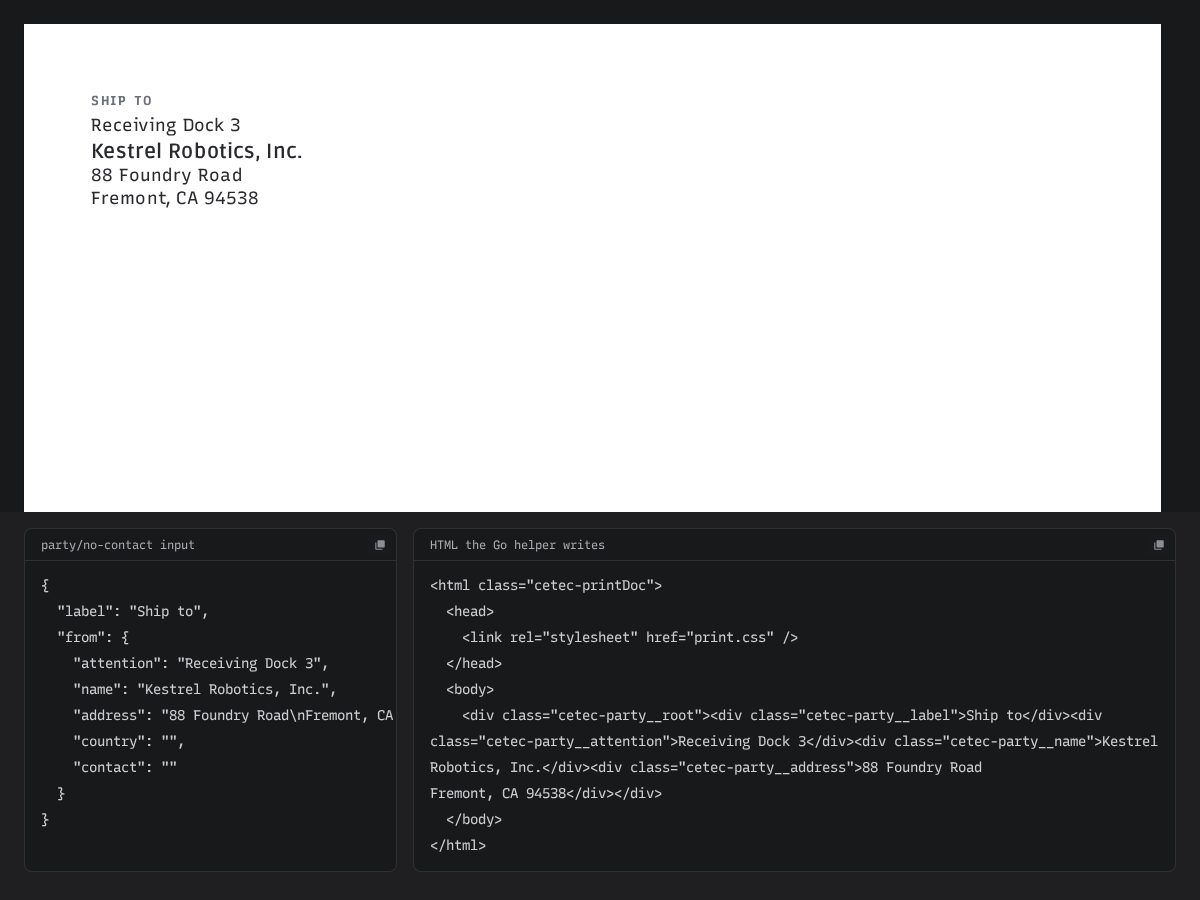 SHIP TO
Receiving Dock 3
Kestrel Robotics, Inc.
88 Foundry Road
Fremont, CA 94538
party/no-contact input
{
  "label": "Ship to",
  "from": {
    "attention": "Receiving Dock 3",
    "name": "Kestrel Robotics, Inc.",
    "address": "88 Foundry Road\nFremont, CA
    "country": "",
    "contact": ""
  }
}
HTML the Go helper writes
<html class="cetec-printDoc">
  <head>
    <link rel="stylesheet" href="print.css" />
  </head>
  <body>
    <div class="cetec-party__root"><div class="cetec-party__label">Ship to</div><div
class="cetec-party__attention">Receiving Dock 3</div><div class="cetec-party__name">Kestrel
Robotics, Inc.</div><div class="cetec-party__address">88 Foundry Road
Fremont, CA 94538</div></div>
  </body>
</html>